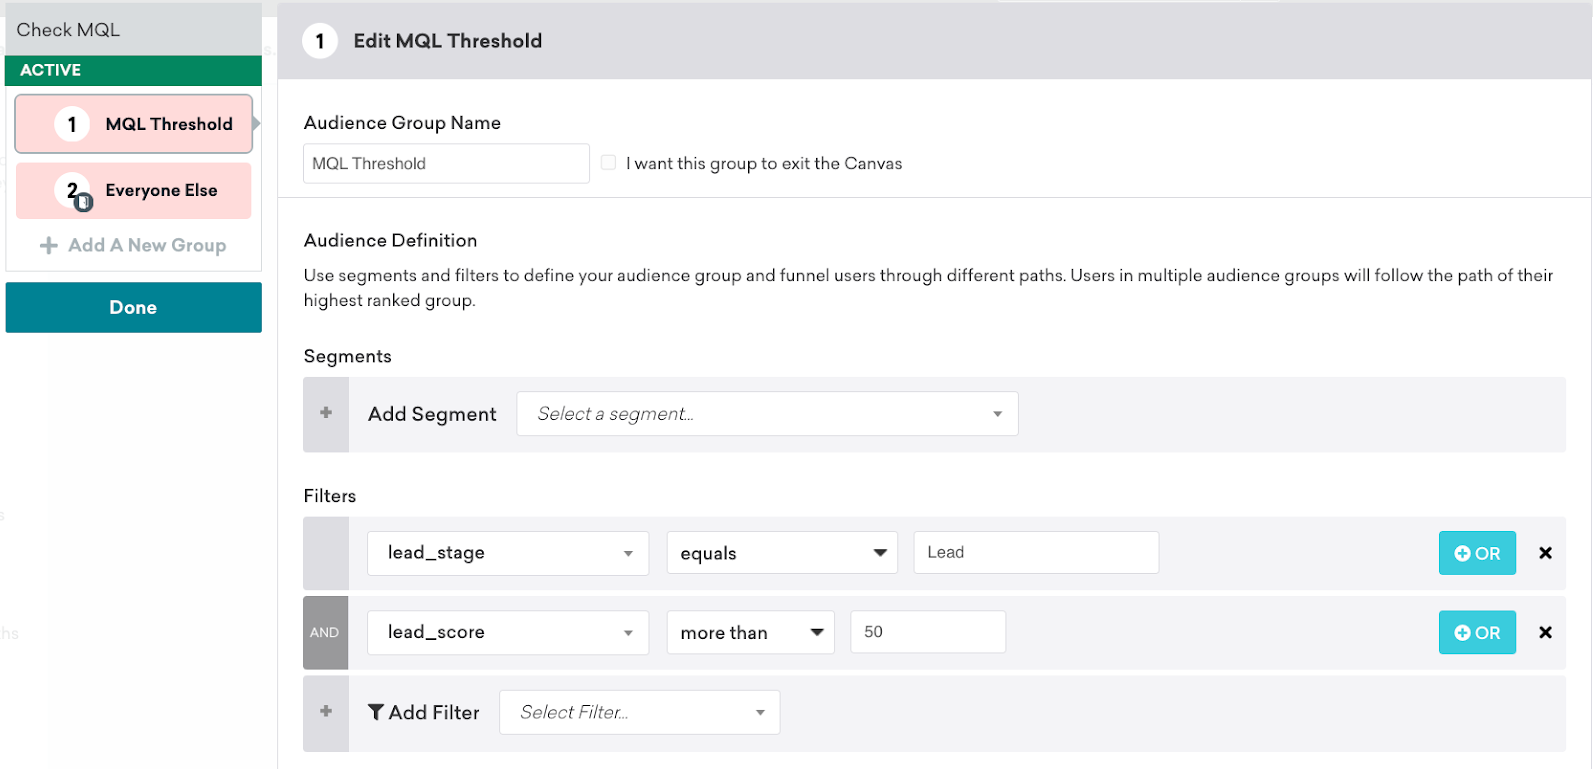 Check MQL
ACTIVE
1 MQL Threshold
2 Everyone Else
+ Add A New Group
Done
1 Edit MQL Threshold
Audience Group Name
MQL Threshold I want this group to exit the Canvas
Audience Definition
Use segments and filters to define your audience group and funnel users through different paths. Users in multiple audience groups will follow the path of their
highest ranked group.
Segments
+ Add Segment Select a segment...
Filters
lead_stage equals Lead OR
AND lead_score more than 50 OR
+ Add Filter Select Filter...